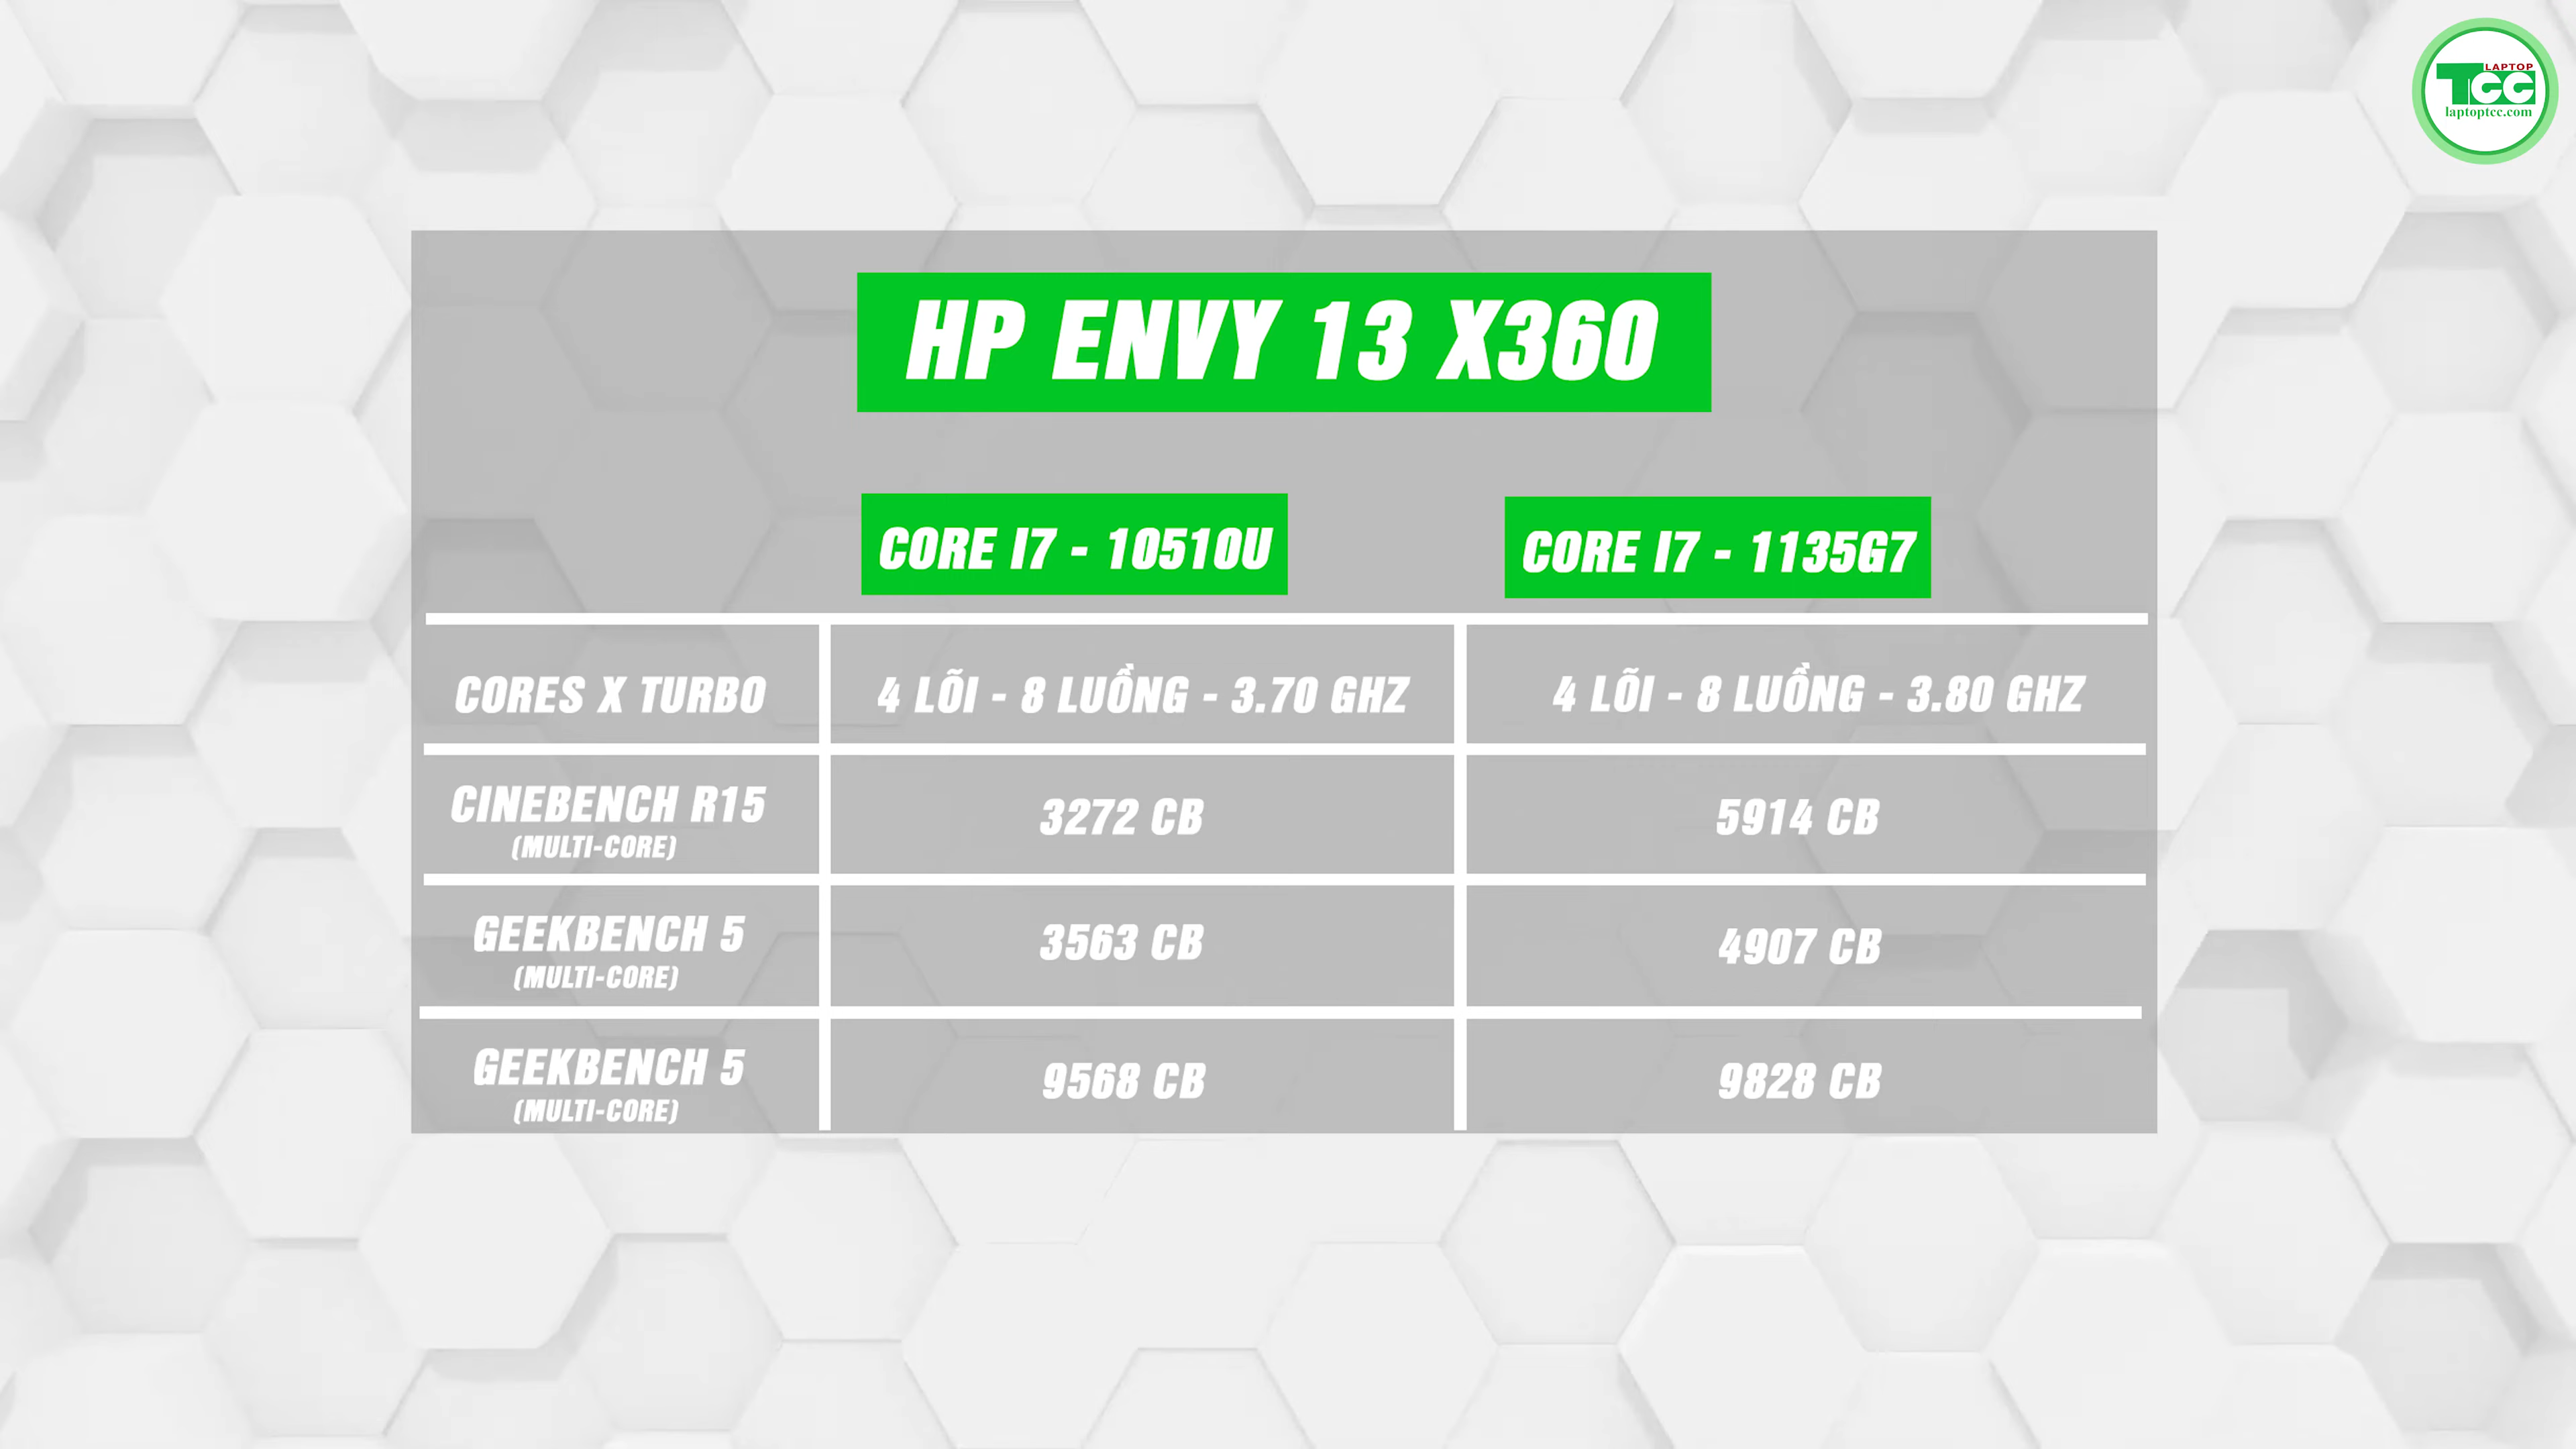 LAPTOP
TCC
laptoptcc.com
HP ENVY 13 X360
CORE I7 - 10510U
CORE I7 - 1135G7
CORES X TURBO
4 LÕI - 8 LUỒNG - 3.70 GHZ
4 LÕI - 8 LUỒNG - 3.80 GHZ
CINEBENCH R15
(MULTI-CORE)
3272 CB
5914 CB
GEEKBENCH 5
(MULTI-CORE)
3563 CB
4907 CB
GEEKBENCH 5
(MULTI-CORE)
9568 CB
9828 CB